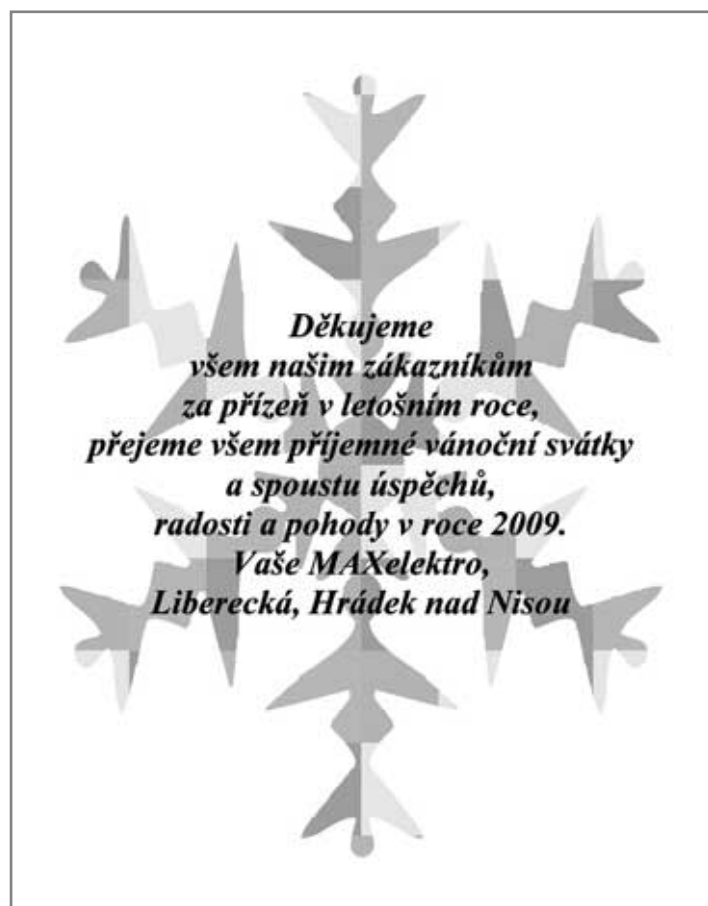 Děkujeme
všem našim zákazníkům
za přízeň v letošním roce,
přejeme všem příjemné vánoční svátky
a spoustu úspěchů,
radosti a pohody v roce 2009.
Vaše MAXelektro,
Liberecká, Hrádek nad Nisou